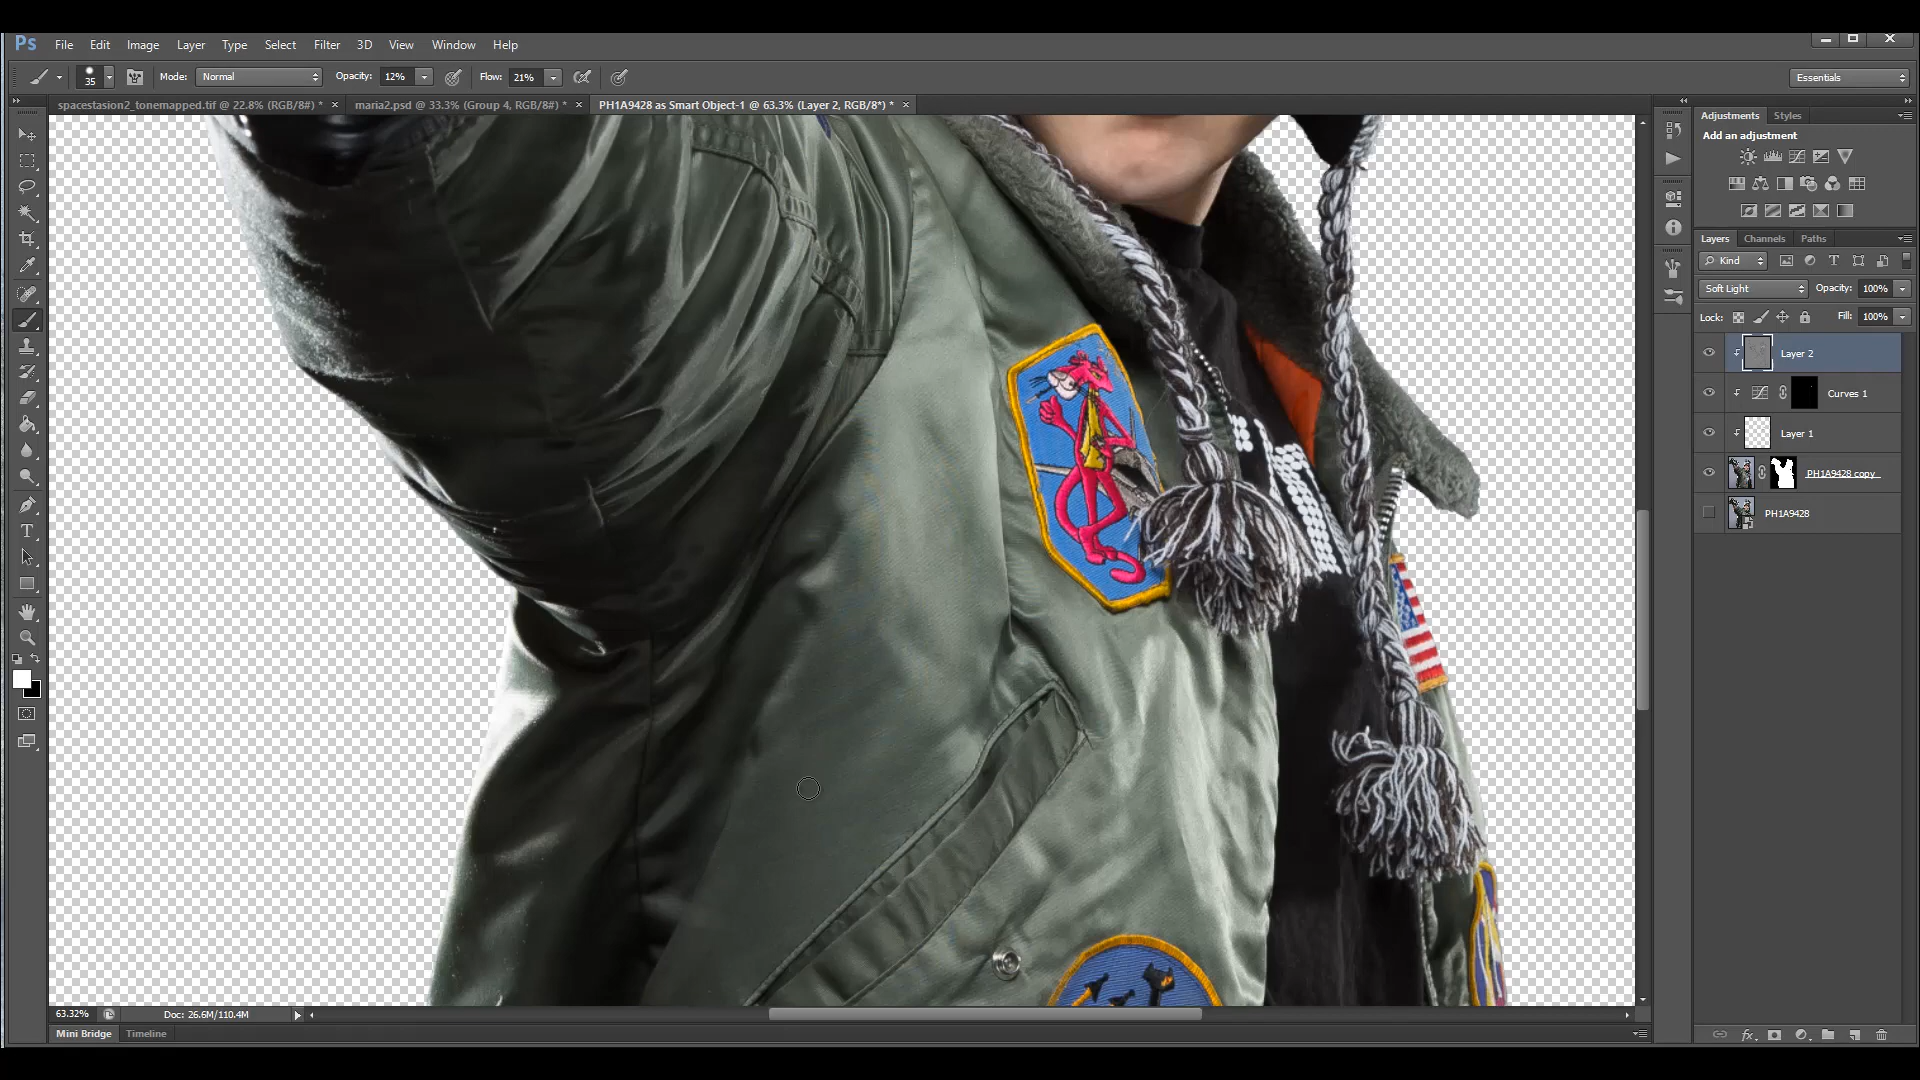 Ps File Edit Image Layer Type Select Filter 3D View Window Help
35 Mode: Normal Opacity: 12% Flow: 21% Essentials
spacestasion2_tonemapped.tif @ 22.8% (RGB/8#) * × maria2.psd @ 33.3% (Group 4, RGB/8#) * × PH1A9428 as Smart Object-1 @ 63.3% (Layer 2, RGB/8*) * ×
Adjustments Styles
Add an adjustment
Layers Channels Paths
Kind
Soft Light Opacity: 100%
Lock: Fill: 100%
Layer 2
Curves 1
Layer 1
PH1A9428 copy
PH1A9428
63.32% Doc: 26.6M/110.4M
Mini Bridge Timeline